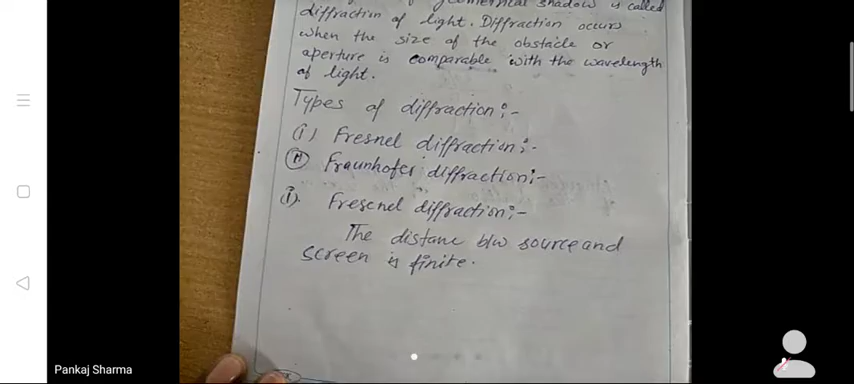 geometrical shadow is called
diffraction of light. Diffraction occurs
when the size of the obstacle or
aperture is comparable with the wavelength
of light.
Types of diffraction:-
(i) Fresnel diffraction:-
(ii) Fraunhofer diffraction:-
(i). Fresenel diffraction:-
The distanc b/w source and
screen is finite.
Pankaj Sharma